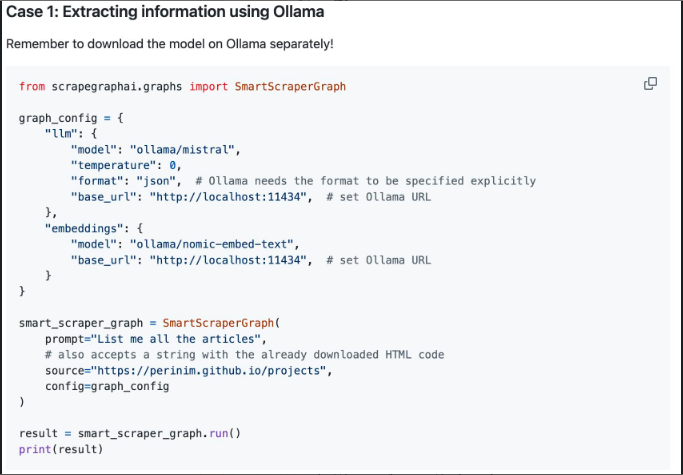 Case 1: Extracting information using Ollama
Remember to download the model on Ollama separately!
from scrapegraphai.graphs import SmartScraperGraph
graph_config = {
    "llm": {
        "model": "ollama/mistral",
        "temperature": 0,
        "format": "json",  # Ollama needs the format to be specified explicitly
        "base_url": "http://localhost:11434",  # set Ollama URL
    },
    "embeddings": {
        "model": "ollama/nomic-embed-text",
        "base_url": "http://localhost:11434",  # set Ollama URL
    }
}
smart_scraper_graph = SmartScraperGraph(
    prompt="List me all the articles",
    # also accepts a string with the already downloaded HTML code
    source="https://perinim.github.io/projects",
    config=graph_config
)
result = smart_scraper_graph.run()
print(result)